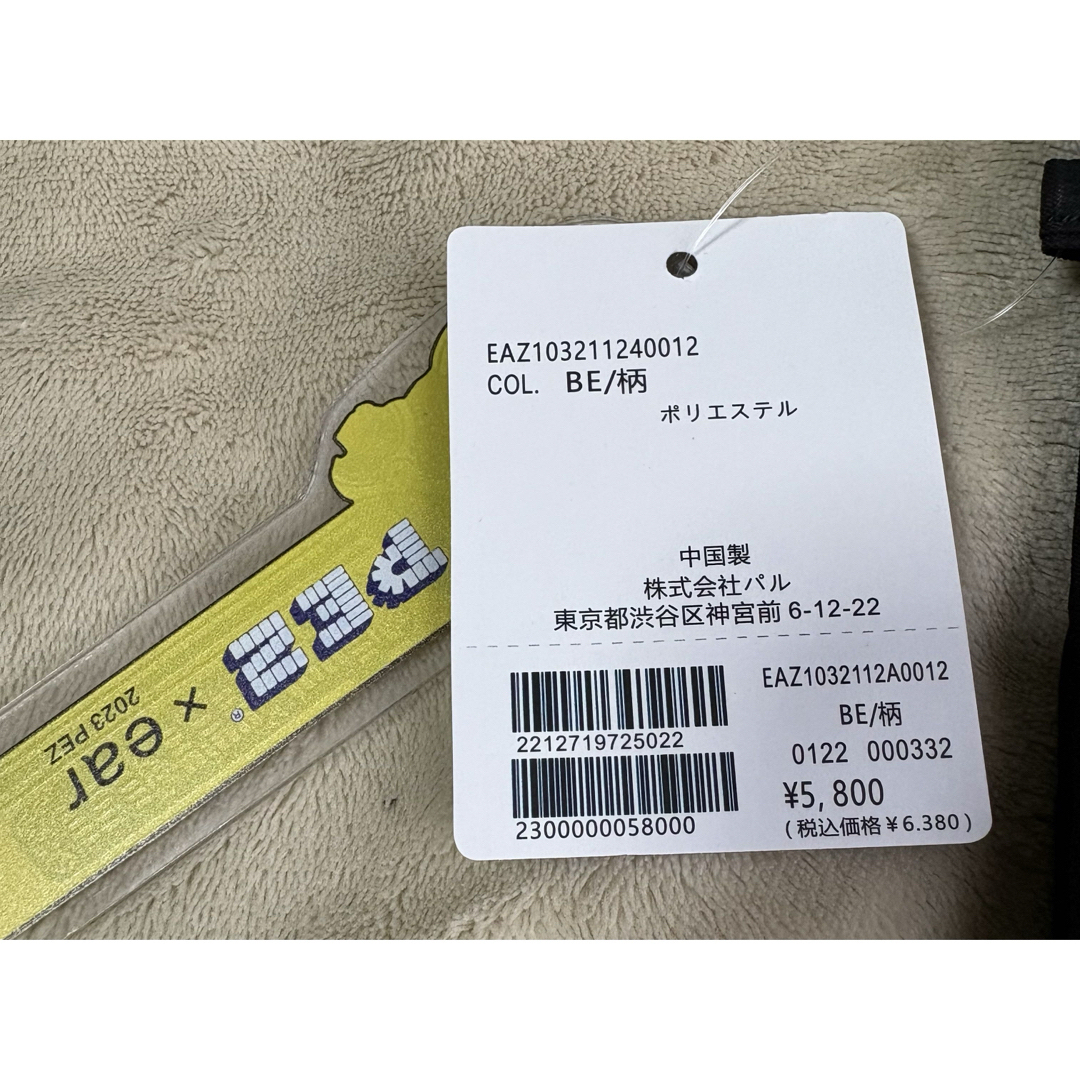 EAZ103211240012
COL. BE/柄
ポリエステル
中国製
株式会社パル
東京都渋谷区神宮前 6-12-22
2212719725022
2300000058000
EAZ1032112A0012
BE/柄
0122 000332
¥5,800
(税込価格¥6.380)
PEZ®
× ear
2023 PEZ